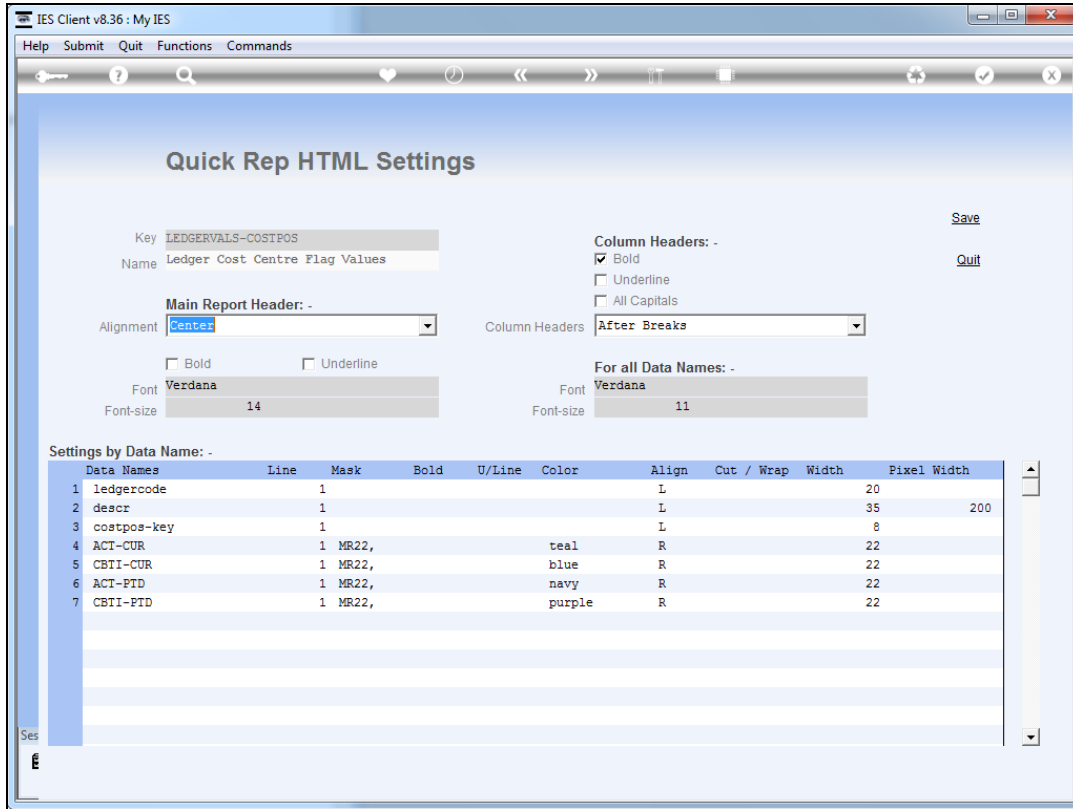 IES Client v8.36 : My IES
Help Submit Quit Functions Commands
Quick Rep HTML Settings
Save
Key LEDGERVALS-COSTPOS
Column Headers: -
Name Ledger Cost Centre Flag Values
Bold
Quit
Underline
Main Report Header: -
All Capitals
Alignment Center
Column Headers After Breaks
Bold Underline
For all Data Names: -
Font Verdana
Font Verdana
Font-size 14
Font-size 11
Settings by Data Name: -
Data Names Line Mask Bold U/Line Color Align Cut / Wrap Width Pixel Width
1 ledgercode 1 L 20
2 descr 1 L 35 200
3 costpos-key 1 L 8
4 ACT-CUR 1 MR22, teal R 22
5 CBTI-CUR 1 MR22, blue R 22
6 ACT-PTD 1 MR22, navy R 22
7 CBTI-PTD 1 MR22, purple R 22
Ses